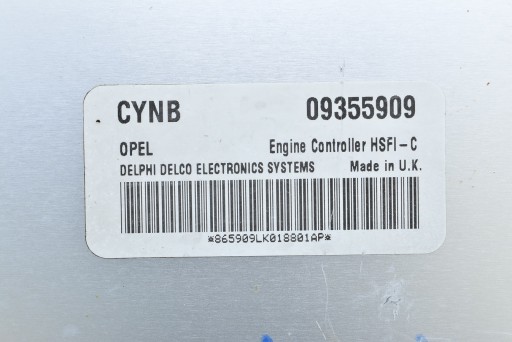 CYNB 09355909
OPEL Engine Controller HSFI-C
DELPHI DELCO ELECTRONICS SYSTEMS Made in U.K.
*865909LK018801AP*